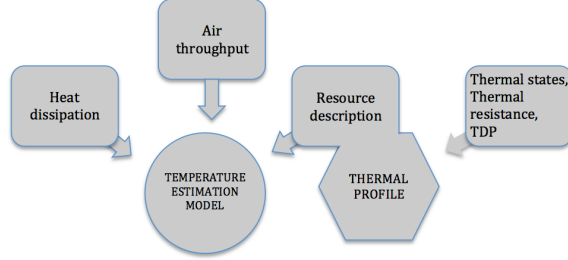 Air
throughput
Heat
dissipation
Resource
description
Thermal states,
Thermal
resistance,
TDP
TEMPERATURE
ESTIMATION
MODEL
THERMAL
PROFILE